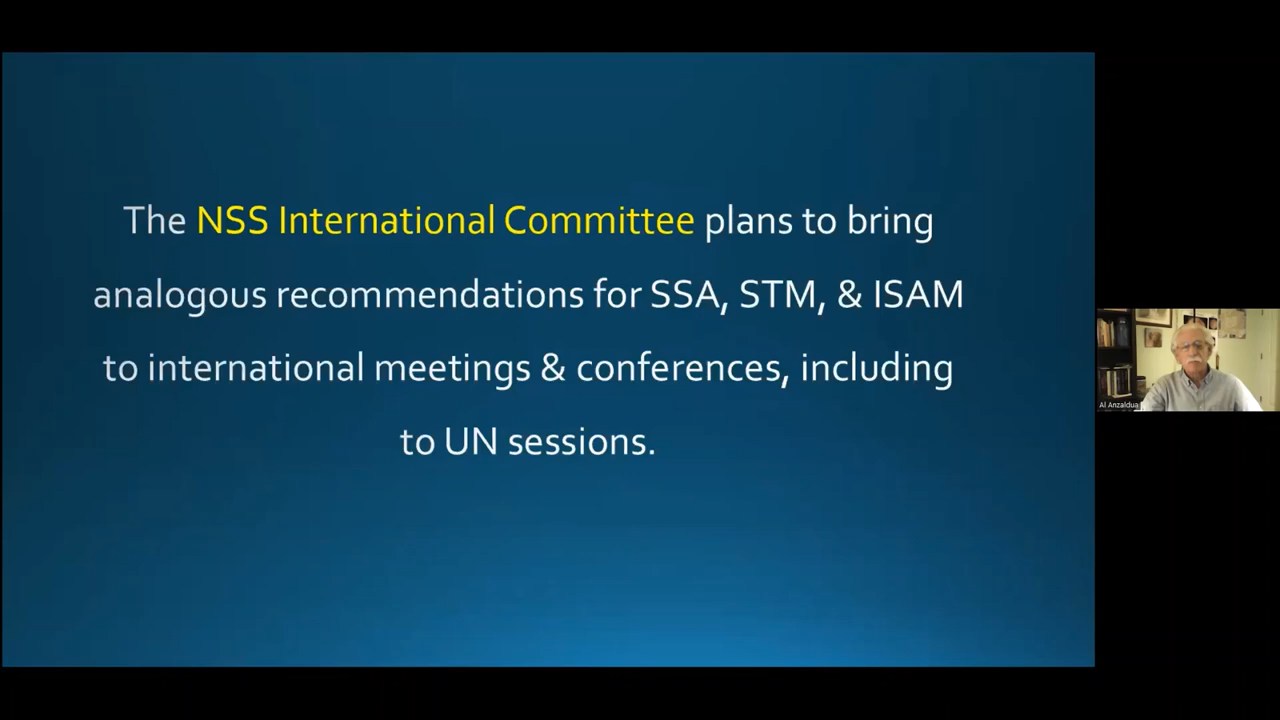 The NSS International Committee plans to bring
analogous recommendations for SSA, STM, & ISAM
to international meetings & conferences, including
to UN sessions.
Al Anzaldua